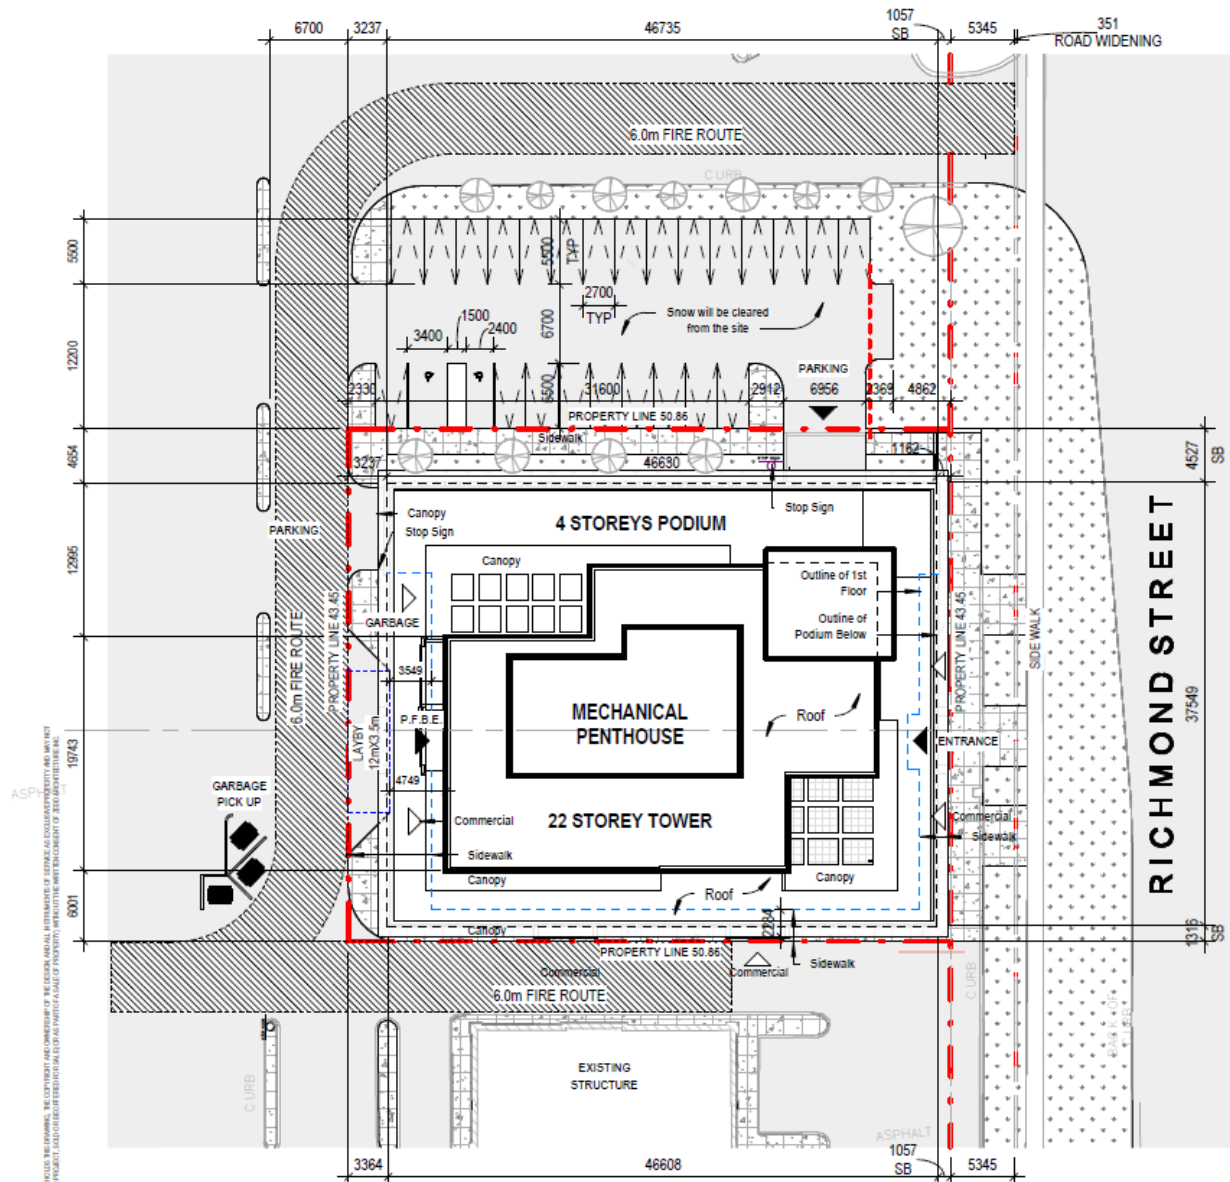 6700
3237
46735
1057
SB
5345
351
ROAD WIDENING
6.0m FIRE ROUTE
CURB
5500
5500
TYP
2700
TYP
Snow will be cleared
from the site
1500
3400
2400
6700
12200
PARKING
2330
31600
2912
6956
4862
PROPERTY LINE 50.86
Sidewalk
4664
3237
46630
1162
4527
SB
Canopy
Stop Sign
Stop Sign
4 STOREYS PODIUM
PARKING
Canopy
12995
Outline of 1st
Floor
Outline of
Podium Below
GARBAGE
PROPERTY LINE 43.45
PROPERTY LINE 43.45
SIDE WALK
RICHMOND STREET
6.0m FIRE ROUTE
3549
P.F.B.E.
MECHANICAL
PENTHOUSE
Roof
ENTRANCE
37549
LAYBY
12mX3.5m
19743
4749
ASPHALT
GARBAGE
PICK UP
Commercial
22 STOREY TOWER
Commercial
Sidewalk
Sidewalk
Canopy
Canopy
Roof
6001
2284
Canopy
1316
SB
PROPERTY LINE 50.86
Sidewalk
Commercial
Commercial
6.0m FIRE ROUTE
CURB
BACK OF
CURB
EXISTING
STRUCTURE
CURB
ASPHALT
3364
46608
1057
SB
5345